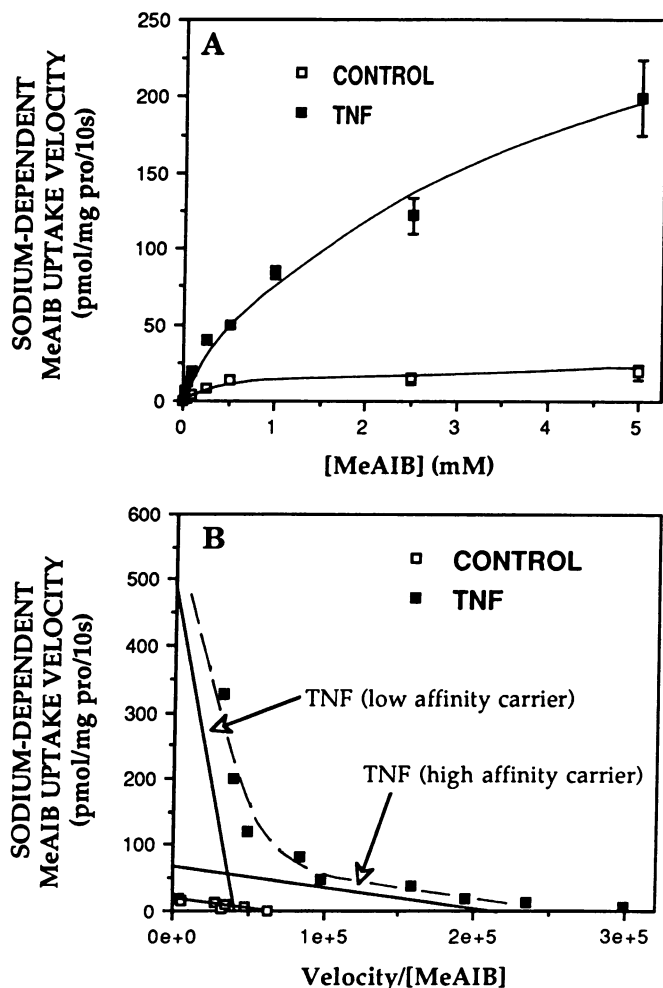 A
CONTROL
TNF
SODIUM-DEPENDENT
MeAIB UPTAKE VELOCITY
(pmol/mg pro/10s)
250
200
150
100
50
0
0
1
2
3
4
5
[MeAIB] (mM)
B
CONTROL
TNF
TNF (low affinity carrier)
TNF (high affinity carrier)
SODIUM-DEPENDENT
MeAIB UPTAKE VELOCITY
(pmol/mg pro/10s)
600
500
400
300
200
100
0
0e+0
1e+5
2e+5
3e+5
Velocity/[MeAIB]